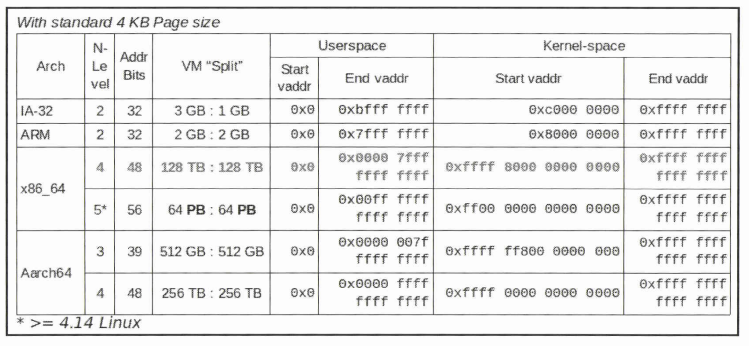 With standard 4 KB Page size
Arch N-Level Addr Bits VM "Split" Userspace Kernel-space
Start vaddr End vaddr Start vaddr End vaddr
IA-32 2 32 3 GB : 1 GB 0x0 0xbfff ffff 0xc000 0000 0xffff ffff
ARM 2 32 2 GB : 2 GB 0x0 0x7fff ffff 0x8000 0000 0xffff ffff
x86_64 4 48 128 TB : 128 TB 0x0 0x0000 7fff ffff ffff 0xffff 8000 0000 0000 0xffff ffff ffff ffff
5* 56 64 PB : 64 PB 0x0 0x00ff ffff ffff ffff 0xff00 0000 0000 0000 0xffff ffff ffff ffff
Aarch64 3 39 512 GB : 512 GB 0x0 0x0000 007f ffff ffff 0xffff ff800 0000 000 0xffff ffff ffff ffff
4 48 256 TB : 256 TB 0x0 0x0000 ffff ffff ffff 0xffff 0000 0000 0000 0xffff ffff ffff ffff
* >= 4.14 Linux